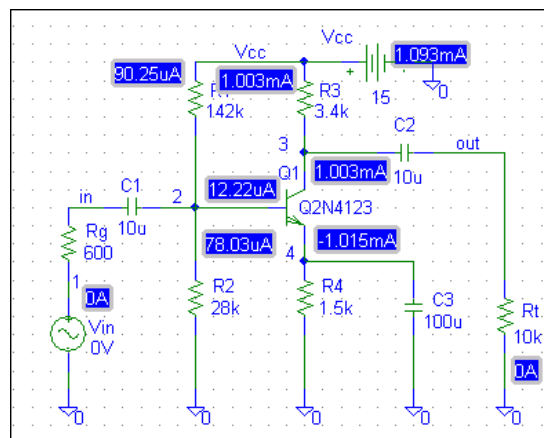 Vcc
Vcc
1.093mA
90.25uA
1.003mA
+
-
0
R1
142k
R3
3.4k
15
C2
3
out
Q1
1.003mA
10u
C1
in
2
12.22uA
Q2N4123
10u
Rg
600
78.03uA
4
-1.015mA
1
0A
R2
28k
R4
1.5k
C3
100u
Rt
10k
Vin
0V
0A
0
0
0
0
0